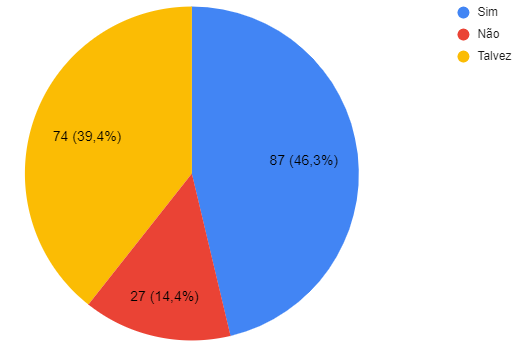 Sim
Não
Talvez
74 (39,4%)
87 (46,3%)
27 (14,4%)